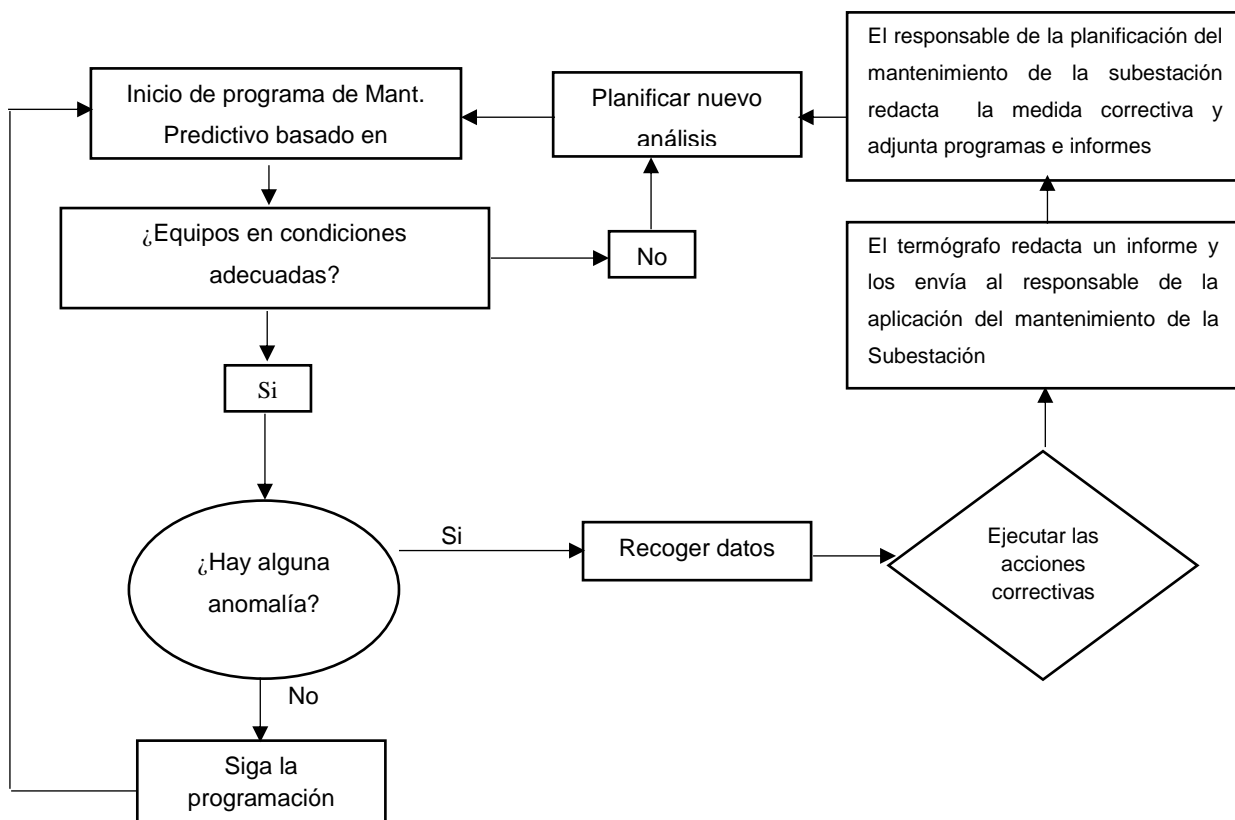 Inicio de programa de Mant.
Predictivo basado en
Planificar nuevo
análisis
El responsable de la planificación del
mantenimiento de la subestación
redacta la medida correctiva y
adjunta programas e informes
¿Equipos en condiciones
adecuadas?
No
El termógrafo redacta un informe y
los envía al responsable de la
aplicación del mantenimiento de la
Subestación
Si
¿Hay alguna
anomalía?
Si
Recoger datos
Ejecutar las
acciones
correctivas
No
Siga la
programación